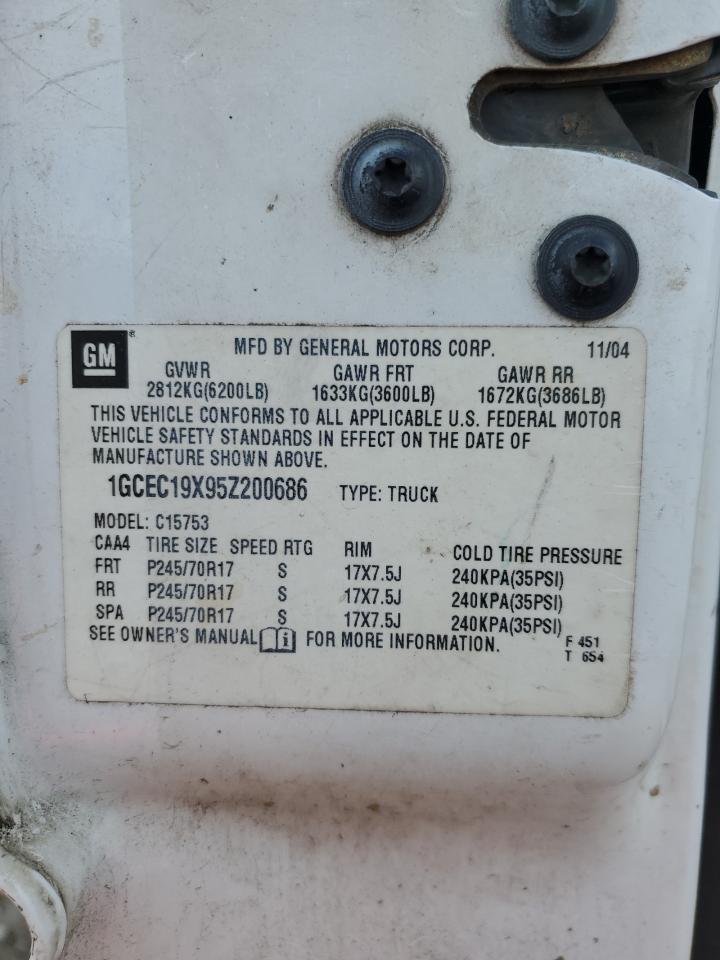 GM® MFD BY GENERAL MOTORS CORP. 11/04
GVWR GAWR FRT GAWR RR
2812KG(6200LB) 1633KG(3600LB) 1672KG(3686LB)
THIS VEHICLE CONFORMS TO ALL APPLICABLE U.S. FEDERAL MOTOR
VEHICLE SAFETY STANDARDS IN EFFECT ON THE DATE OF
MANUFACTURE SHOWN ABOVE.
1GCEC19X95Z200686 TYPE: TRUCK
MODEL: C15753
CAA4 TIRE SIZE SPEED RTG RIM COLD TIRE PRESSURE
FRT P245/70R17 S 17X7.5J 240KPA(35PSI)
RR P245/70R17 S 17X7.5J 240KPA(35PSI)
SPA P245/70R17 S 17X7.5J 240KPA(35PSI)
SEE OWNER'S MANUAL i FOR MORE INFORMATION.
F 451
T 654